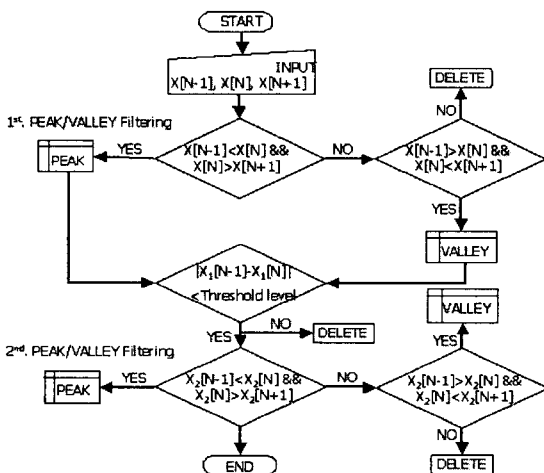 START
INPUT
X[N-1], X[N], X[N+1]
DELETE
NO
1st. PEAK/VALLEY Filtering
PEAK
YES
X[N-1]<X[N] &&
X[N]>X[N+1]
NO
X[N-1]>X[N] &&
X[N]<X[N+1]
YES
VALLEY
|X1[N-1]-X1[N]|
<Threshold level
YES
NO
DELETE
VALLEY
YES
2nd. PEAK/VALLEY Filtering
PEAK
YES
X2[N-1]<X2[N] &&
X2[N]>X2[N+1]
NO
X2[N-1]>X2[N] &&
X2[N]<X2[N+1]
NO
END
DELETE